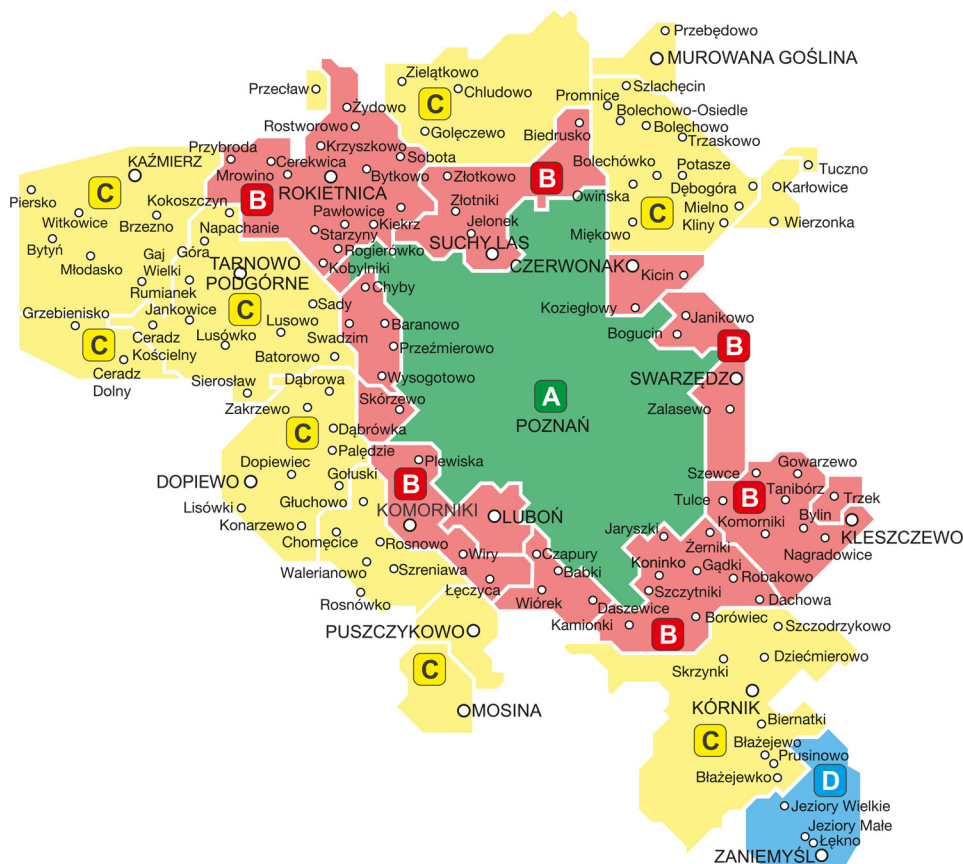 Przebędowo
MUROWANA GOŚLINA
Zielątkowo
Przecław
C
Chludowo
Szlachęcin
Promnice
Żydowo
Bolechowo-Osiedle
Bolechowo
Rostworowo
Golęczewo
Biedrusko
Trzaskowo
Przybroda
Krzyszkowo
KAŹMIERZ
Cerekwica
Sobota
Bolechówko
Potasze
Tuczno
Mrowino
Bytkowo
Złotkowo
B
Dębogóra
Karłowice
C
Piersko
ROKIETNICA
B
Owińska
Kokoszczyn
Złotniki
Mielno
Witkowice
Pawłowice
C
Brzezno
Napachanie
Kiekrz
Jelonek
Kliny
Wierzonka
Starzyny
Miękowo
Bytyń
Gaj
Wielki
Góra
Rogierówko
SUCHY LAS
Młodasko
TARNOWO
PODGÓRNE
Kobylniki
CZERWONAK
Kicin
Rumianek
Chyby
Grzebienisko
Jankowice
C
Sady
Koziegłowy
Janikowo
Lusowo
Baranowo
Bogucin
Ceradz
Kościelny
Lusówko
Swadzim
C
Przeźmierowo
B
Ceradz
Dolny
Batorowo
Wysogotowo
SWARZĘDZ
Sierosław
Dąbrowa
A
Zakrzewo
Skórzewo
Zalasewo
POZNAŃ
C
Dąbrówka
Palędzie
Plewiska
Gowarzewo
Dopiewiec
Gołuski
Szewce
DOPIEWO
B
Tanibórz
Głuchowo
Tulce
B
Trzek
Lisówki
KOMORNIKI
LUBOŃ
Komorniki
Bylin
Konarzewo
Jaryszki
KLESZCZEWO
Chomęcice
Rosnowo
Żerniki
Wiry
Czapury
Nagradowice
Walerianowo
Szreniawa
Koninko
Gądki
Babki
Robakowo
Łęczyca
Szczytniki
Rosnówko
Wiórek
Daszewice
Dachowa
Kamionki
Borówiec
PUSZCZYKOWO
B
Szczodrzykowo
C
Skrzynki
Dziećmierowo
MOSINA
KÓRNIK
Biernatki
C
Błażejewo
Prusinowo
Błażejewko
D
Jeziory Wielkie
Jeziory Małe
Łękno
ZANIEMYŚL